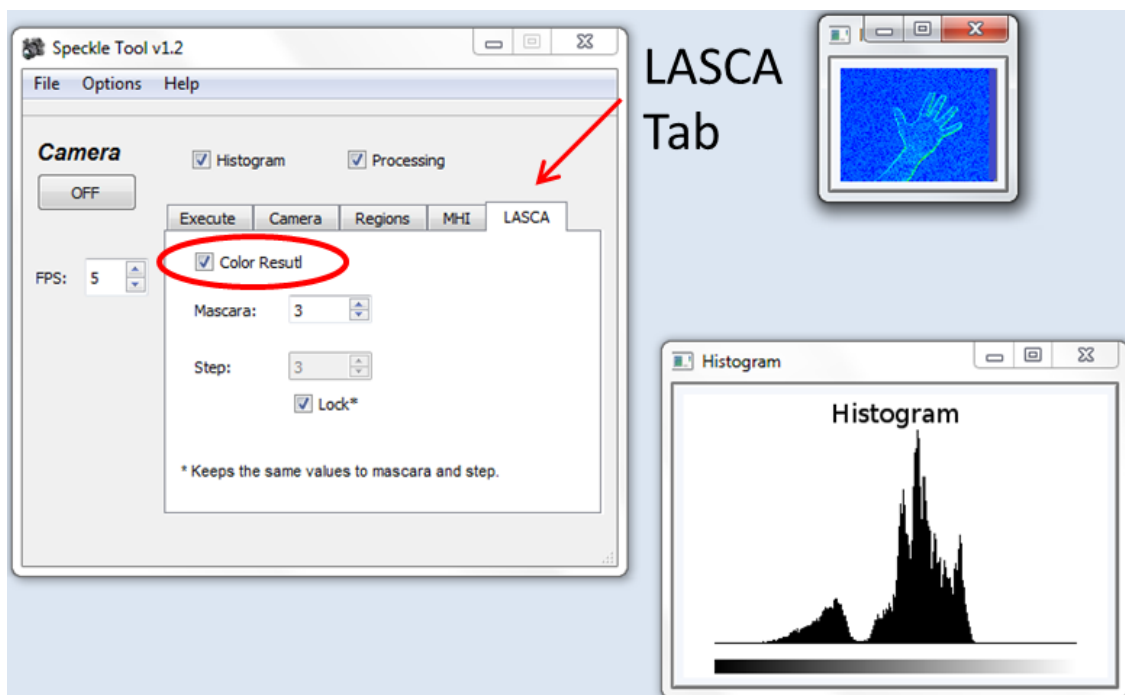 Speckle Tool v1.2
File Options Help
Camera
OFF
FPS: 5
Histogram Processing
Execute Camera Regions MHI LASCA
Color Resutl
Mascara: 3
Step: 3
Lock*
* Keeps the same values to mascara and step.
LASCA
Tab
Histogram
Histogram